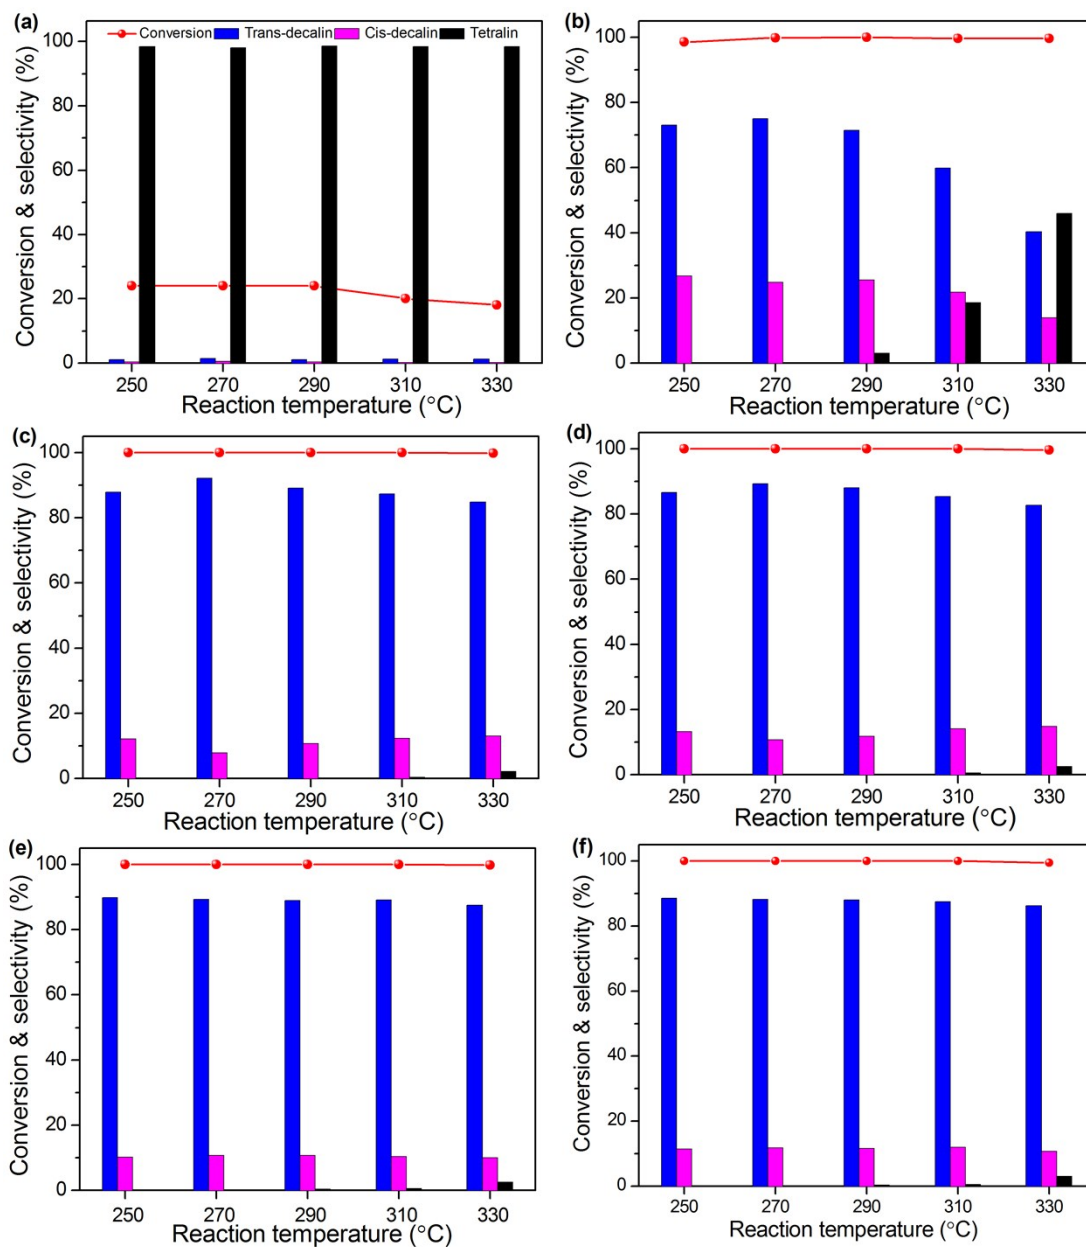 (a)
Conversion Trans-decalin Cis-decalin Tetralin
Conversion & selectivity (%)
100
80
60
40
20
0
250 270 290 310 330
Reaction temperature (°C)
(b)
Conversion & selectivity (%)
100
80
60
40
20
0
250 270 290 310 330
Reaction temperature (°C)
(c)
Conversion & selectivity (%)
100
80
60
40
20
0
250 270 290 310 330
Reaction temperature (°C)
(d)
Conversion & selectivity (%)
100
80
60
40
20
0
250 270 290 310 330
Reaction temperature (°C)
(e)
Conversion & selectivity (%)
100
80
60
40
20
0
250 270 290 310 330
Reaction temperature (°C)
(f)
Conversion & selectivity (%)
100
80
60
40
20
0
250 270 290 310 330
Reaction temperature (°C)